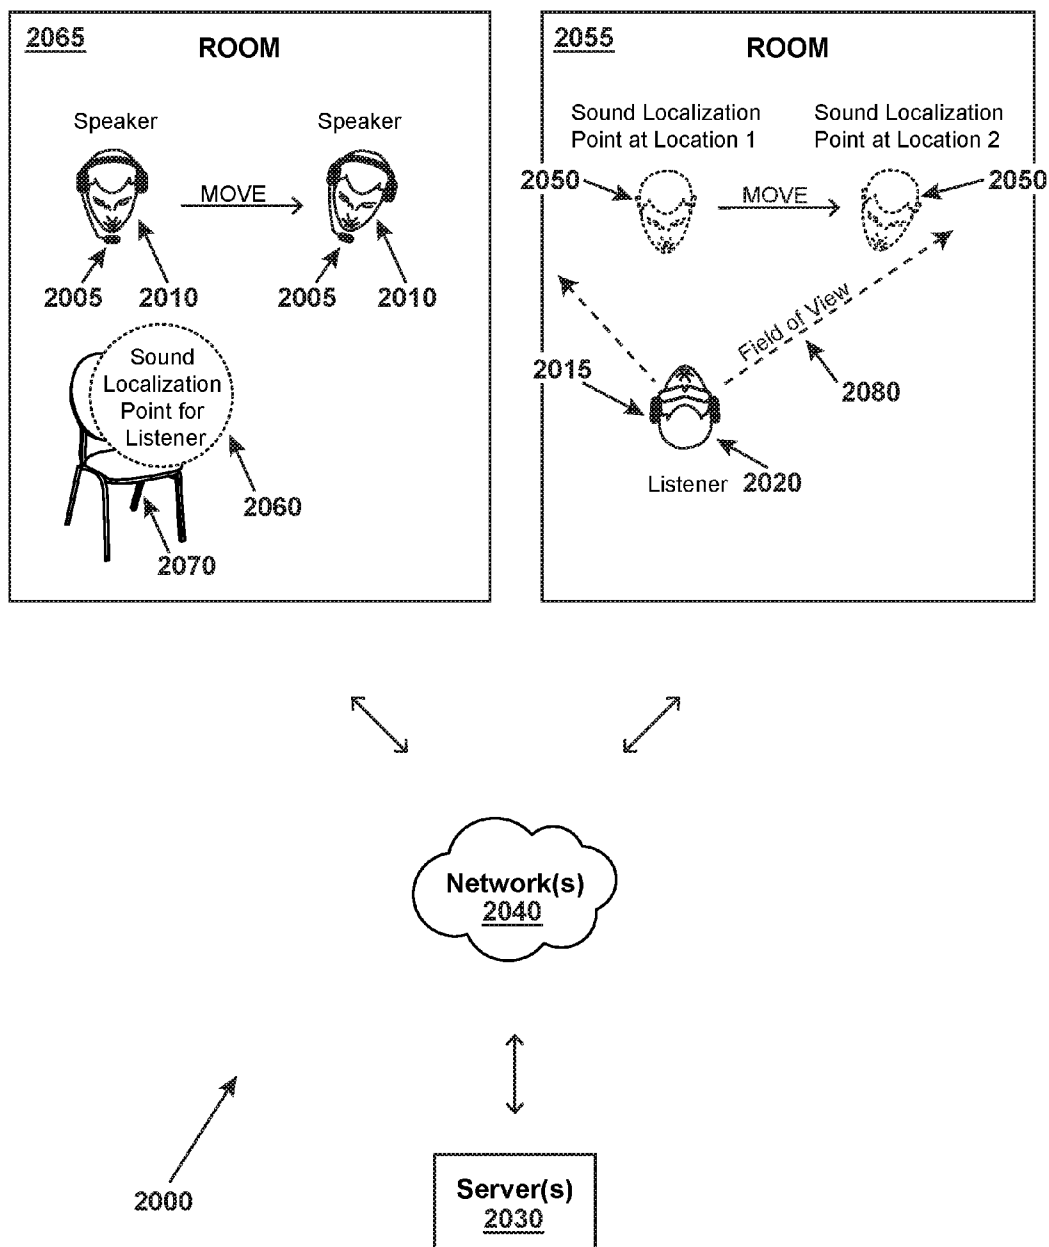 2065
ROOM
Speaker
Speaker
MOVE
2005
2010
2005
2010
Sound
Localization
Point for
Listener
2060
2070
2055
ROOM
Sound Localization
Point at Location 1
Sound Localization
Point at Location 2
2050
MOVE
2050
Field of View
2015
2080
Listener
2020
Network(s)
2040
2000
Server(s)
2030